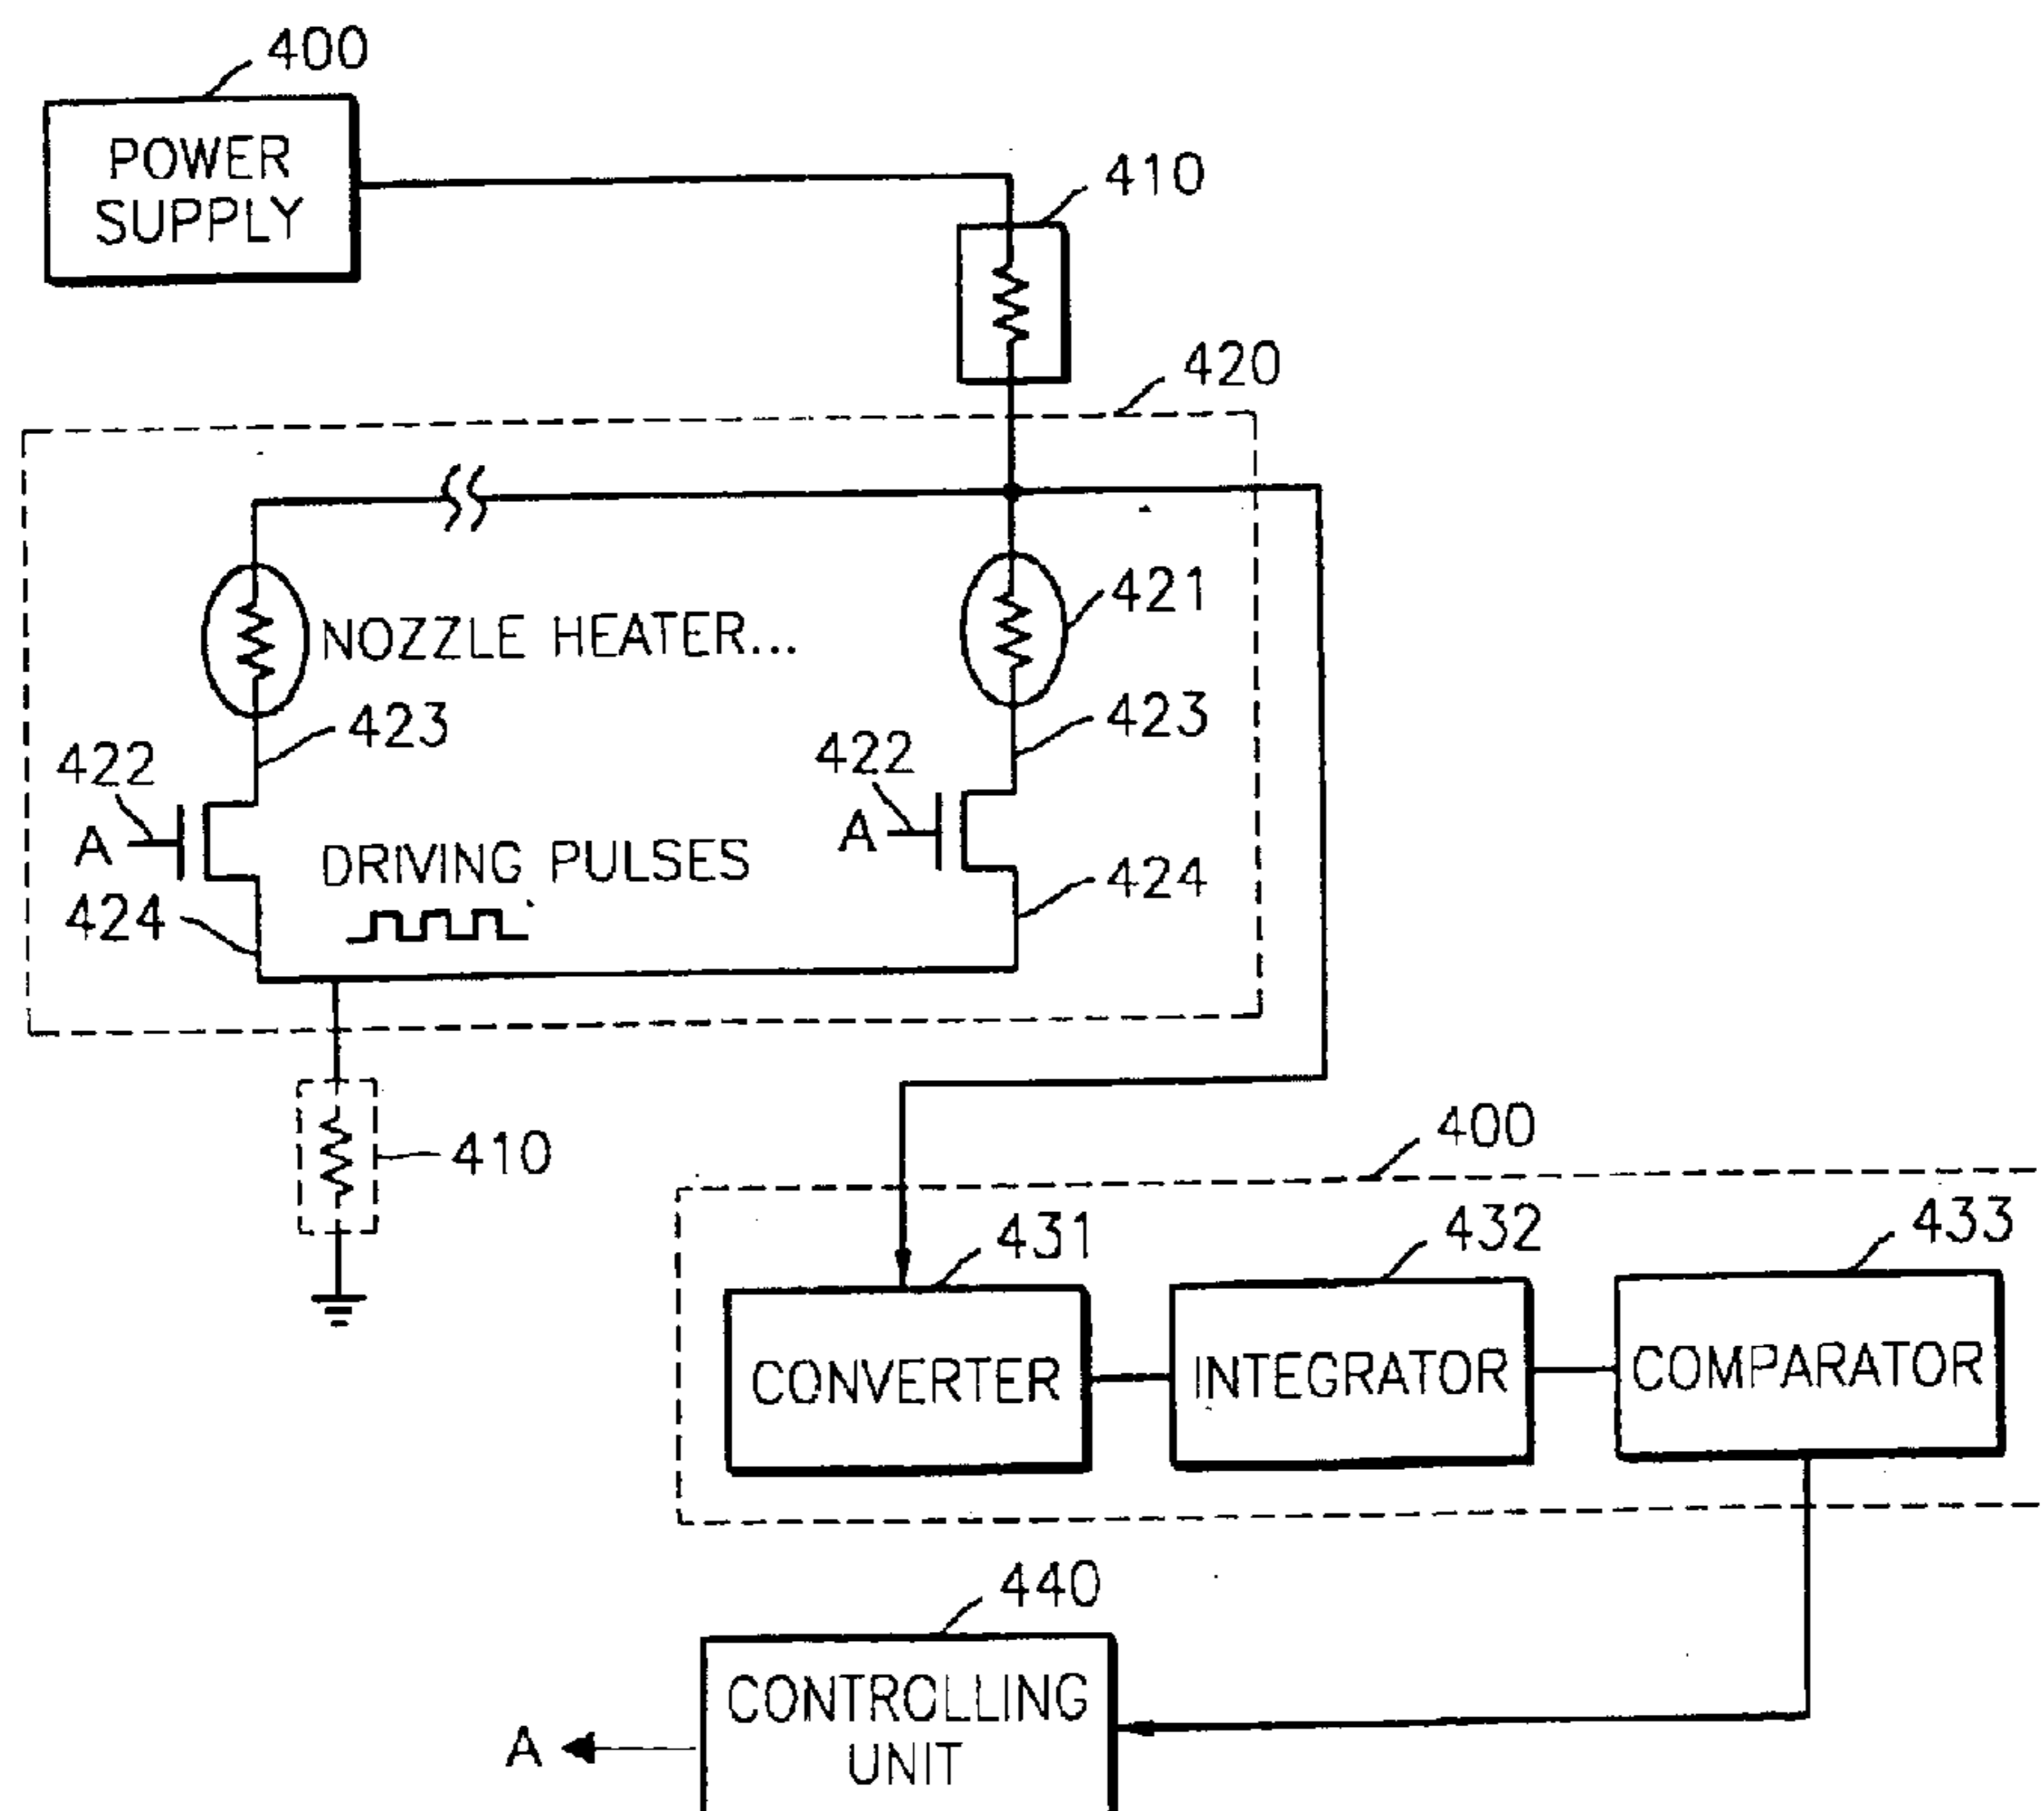 400
POWER
SUPPLY
410
420
421
NOZZLE HEATER...
423
423
422
422
A
A
DRIVING PULSES
424
424
410
400
431
432
433
CONVERTER
INTEGRATOR
COMPARATOR
440
CONTROLLING
UNIT
A